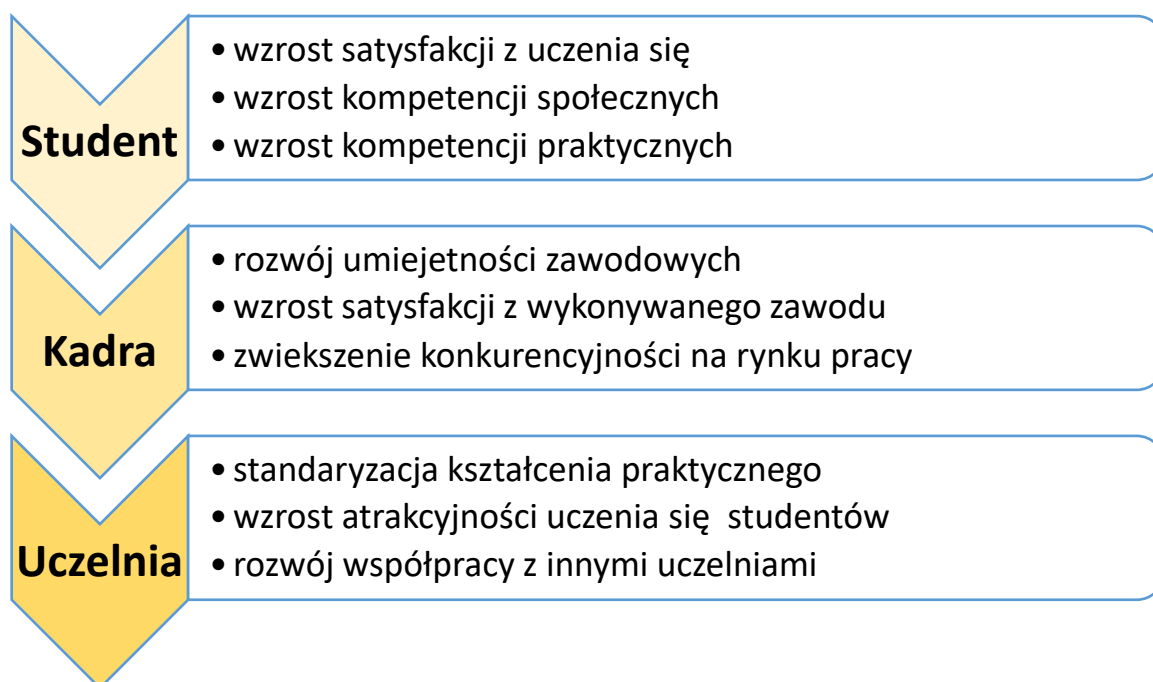 Student
• wzrost satysfakcji z uczenia się
• wzrost kompetencji społecznych
• wzrost kompetencji praktycznych
Kadra
• rozwój umiejetności zawodowych
• wzrost satysfakcji z wykonywanego zawodu
• zwiekszenie konkurencyjności na rynku pracy
Uczelnia
• standaryzacja kształcenia praktycznego
• wzrost atrakcyjności uczenia się  studentów
• rozwój współpracy z innymi uczelniami